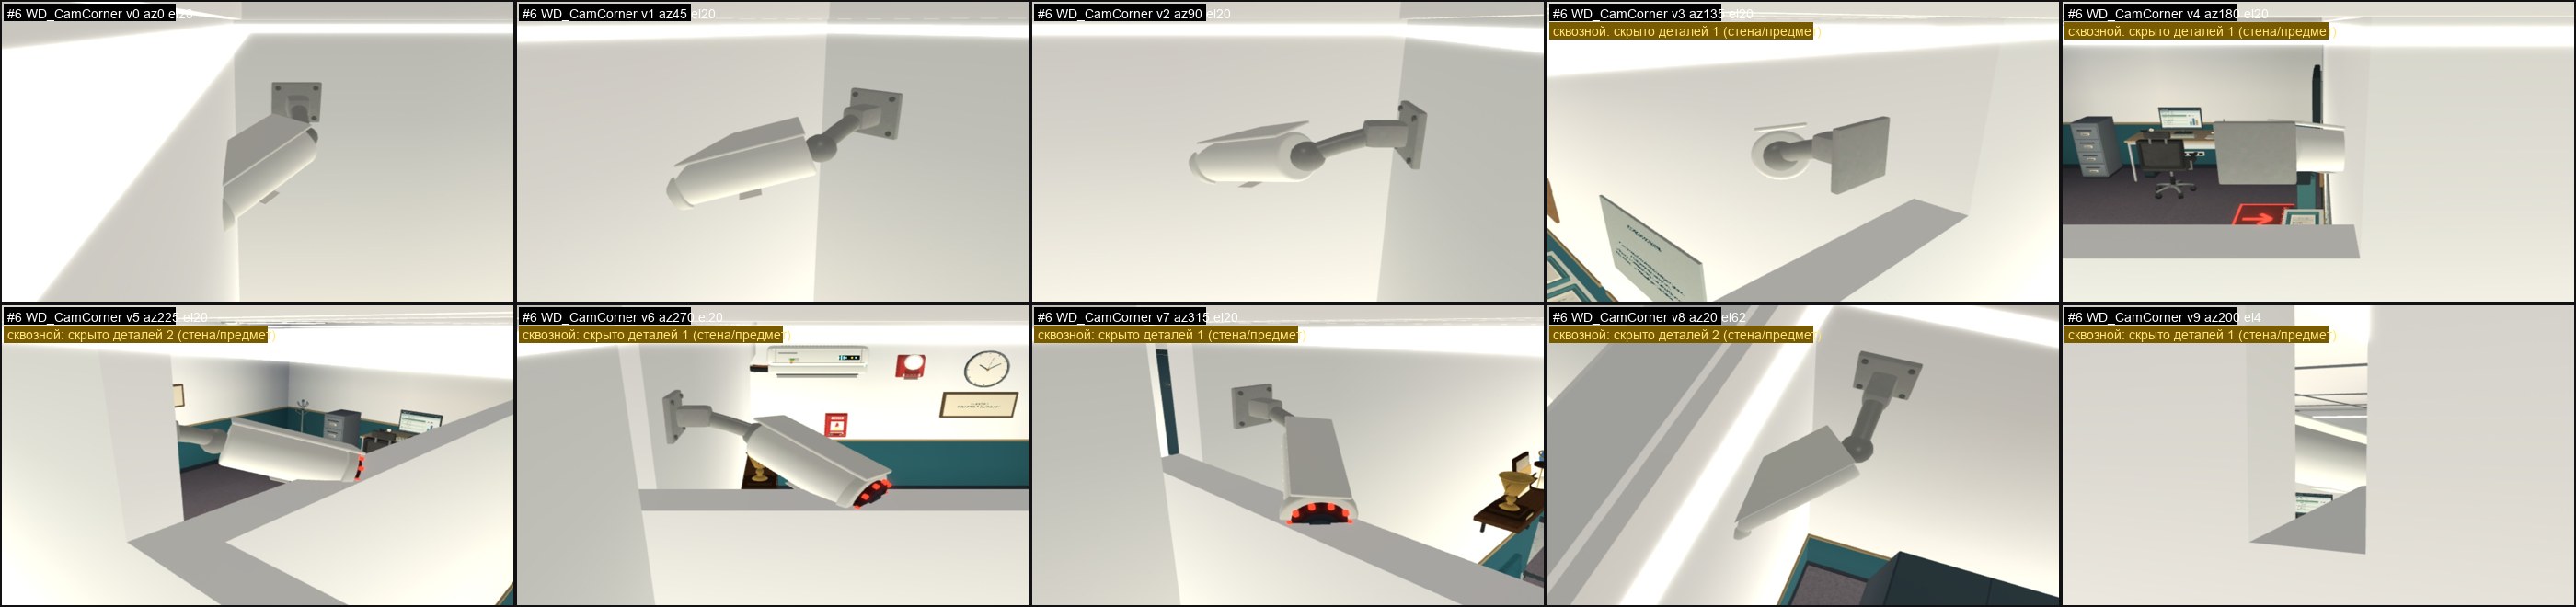 #6 WD_CamCorner v0 az0 el20
#6 WD_CamCorner v1 az45 el20
#6 WD_CamCorner v2 az90 el20
#6 WD_CamCorner v3 az135 el20
сквозной: скрыто деталей 1 (стена/предмет)
#6 WD_CamCorner v4 az180 el20
сквозной: скрыто деталей 1 (стена/предмет)
#6 WD_CamCorner v5 az225 el20
сквозной: скрыто деталей 2 (стена/предмет)
#6 WD_CamCorner v6 az270 el20
сквозной: скрыто деталей 1 (стена/предмет)
#6 WD_CamCorner v7 az315 el20
сквозной: скрыто деталей 1 (стена/предмет)
#6 WD_CamCorner v8 az20 el62
сквозной: скрыто деталей 2 (стена/предмет)
#6 WD_CamCorner v9 az200 el4
сквозной: скрыто деталей 1 (стена/предмет)